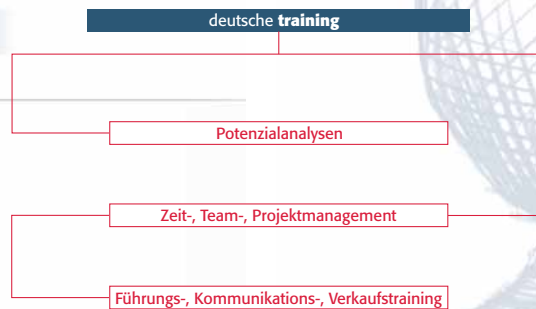 deutsche training
Potenzialanalysen
Zeit-, Team-, Projektmanagement
Führungs-, Kommunikations-, Verkaufstraining